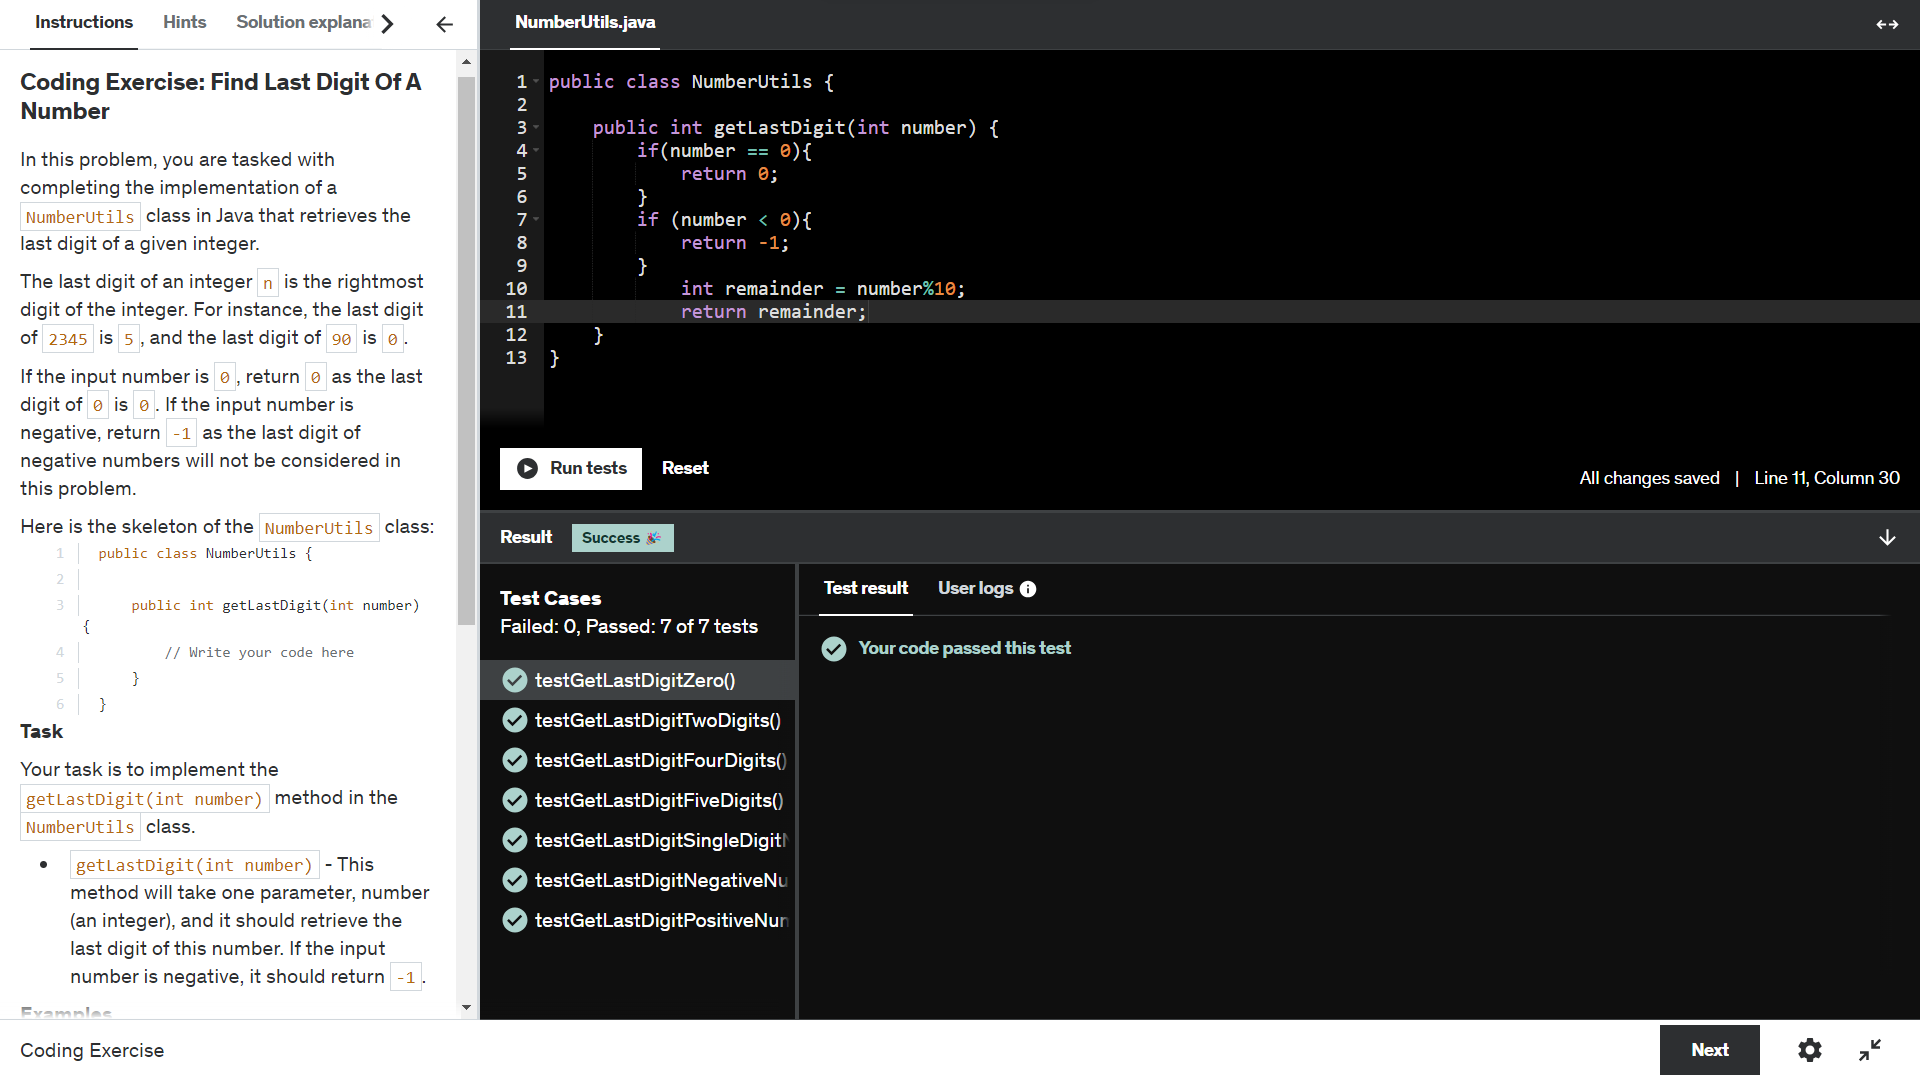 Instructions
Hints
Solution explana
Coding Exercise: Find Last Digit Of A
Number
In this problem, you are tasked with
completing the implementation of a
NumberUtils class in Java that retrieves the
last digit of a given integer.
The last digit of an integer n is the rightmost
digit of the integer. For instance, the last digit
of 2345 is 5, and the last digit of 90 is 0.
If the input number is 0, return 0 as the last
digit of 0 is 0. If the input number is
negative, return -1 as the last digit of
negative numbers will not be considered in
this problem.
Here is the skeleton of the NumberUtils class:
1 public class NumberUtils {
2
3 public int getLastDigit(int number)
{
4 // Write your code here
5 }
6 }
Task
Your task is to implement the
getLastDigit(int number) method in the
NumberUtils class.
• getLastDigit(int number) - This
method will take one parameter, number
(an integer), and it should retrieve the
last digit of this number. If the input
number is negative, it should return -1.
Examples
NumberUtils.java
1 public class NumberUtils {
2
3 public int getLastDigit(int number) {
4 if(number == 0){
5 return 0;
6 }
7 if (number < 0){
8 return -1;
9 }
10 int remainder = number%10;
11 return remainder;
12 }
13 }
Run tests
Reset
All changes saved | Line 11, Column 30
Result
Success
Test Cases
Failed: 0, Passed: 7 of 7 tests
testGetLastDigitZero()
testGetLastDigitTwoDigits()
testGetLastDigitFourDigits()
testGetLastDigitFiveDigits()
testGetLastDigitSingleDigitN
testGetLastDigitNegativeNu
testGetLastDigitPositiveNum
Test result
User logs
Your code passed this test
Coding Exercise
Next